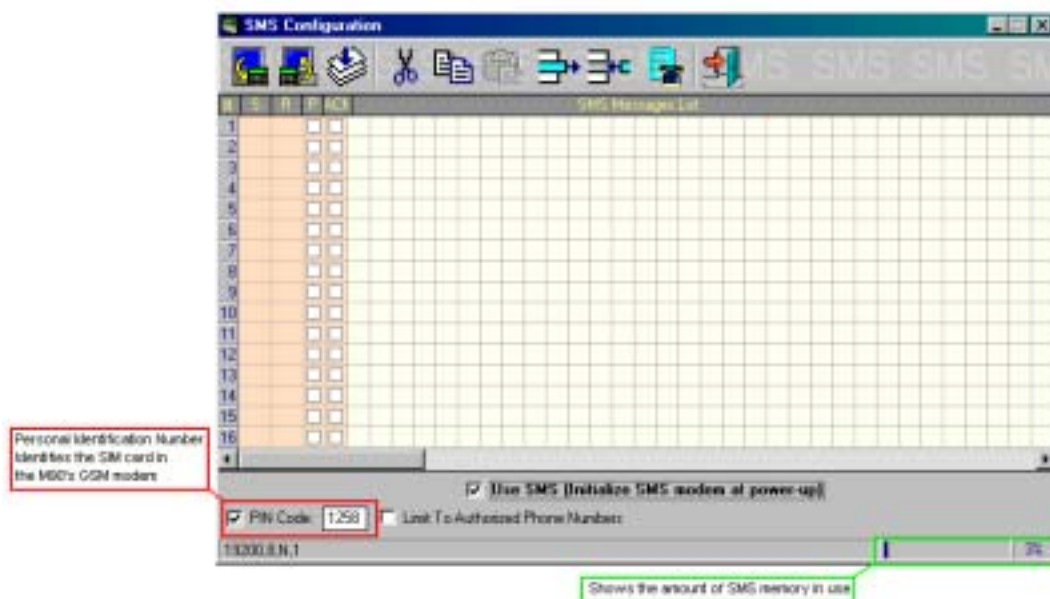 SMS Configuration
SMS SMS SM
# S R P ACK SMS Messages List
1
2
3
4
5
6
7
8
9
10
11
12
13
14
15
16
Personal Identification Number
Identifies the SIM card in
the M90's GSM modem
Use SMS (Initialize SMS modem at power-up)
PIN Code: 1258 Limit To Authorized Phone Numbers
19200,8,N,1 3%
Shows the amount of SMS memory in use